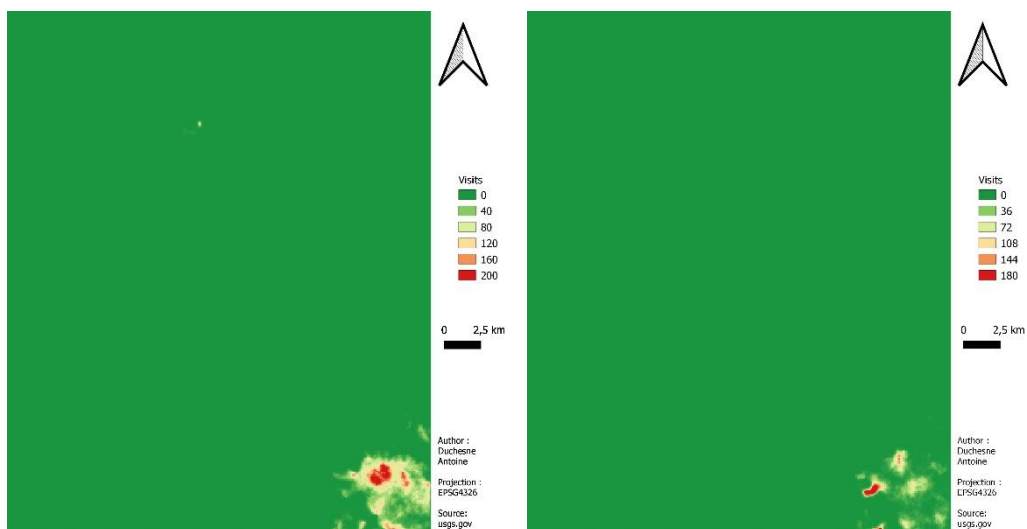 Visits
0
40
80
120
160
200
0 2,5 km
Author :
Duchesne
Antoine
Projection :
EPSG4326
Source:
usgs.gov
Visits
0
36
72
108
144
180
0 2,5 km
Author :
Duchesne
Antoine
Projection :
EPSG4326
Source:
usgs.gov